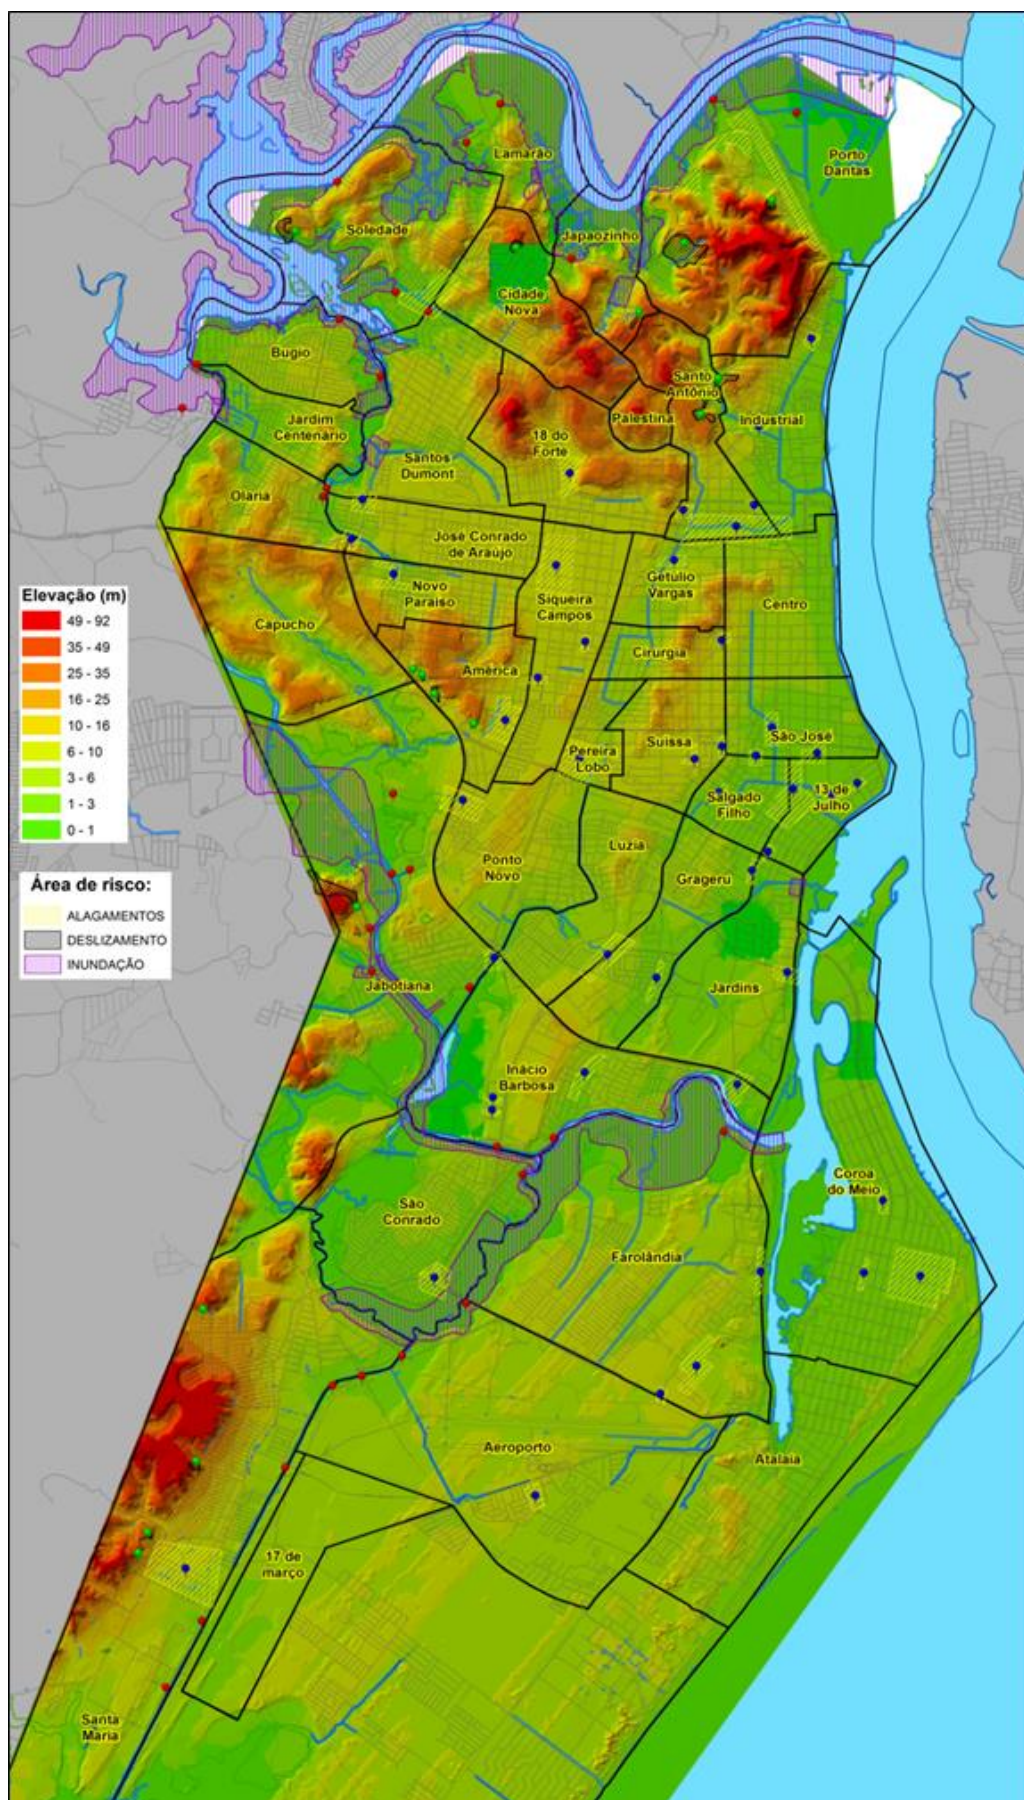 Lamarão
Porto
Dantas
Soledade
Japaozinho
Cidade
Nova
Bugio
Santo
Antônio
Jardim
Centenário
Palestina
Industrial
18 do
Forte
Santos
Dumont
Olaria
José Conrado
de Araújo
Getulio
Vargas
Novo
Paraiso
Siqueira
Campos
Centro
Capucho
Cirurgia
América
Elevação (m)
49 - 92
35 - 49
25 - 35
16 - 25
10 - 16
6 - 10
3 - 6
1 - 3
0 - 1
Suissa
São José
Pereira
Lobo
Salgado
Filho
13 de
Julho
Luzia
Ponto
Novo
Grageru
Área de risco:
ALAGAMENTOS
DESLIZAMENTO
INUNDAÇÃO
Jabotiana
Jardins
Inácio
Barbosa
Coroa
do Meio
São
Conrado
Farolândia
Aeroporto
Atalaia
17 de
março
Santa
Maria